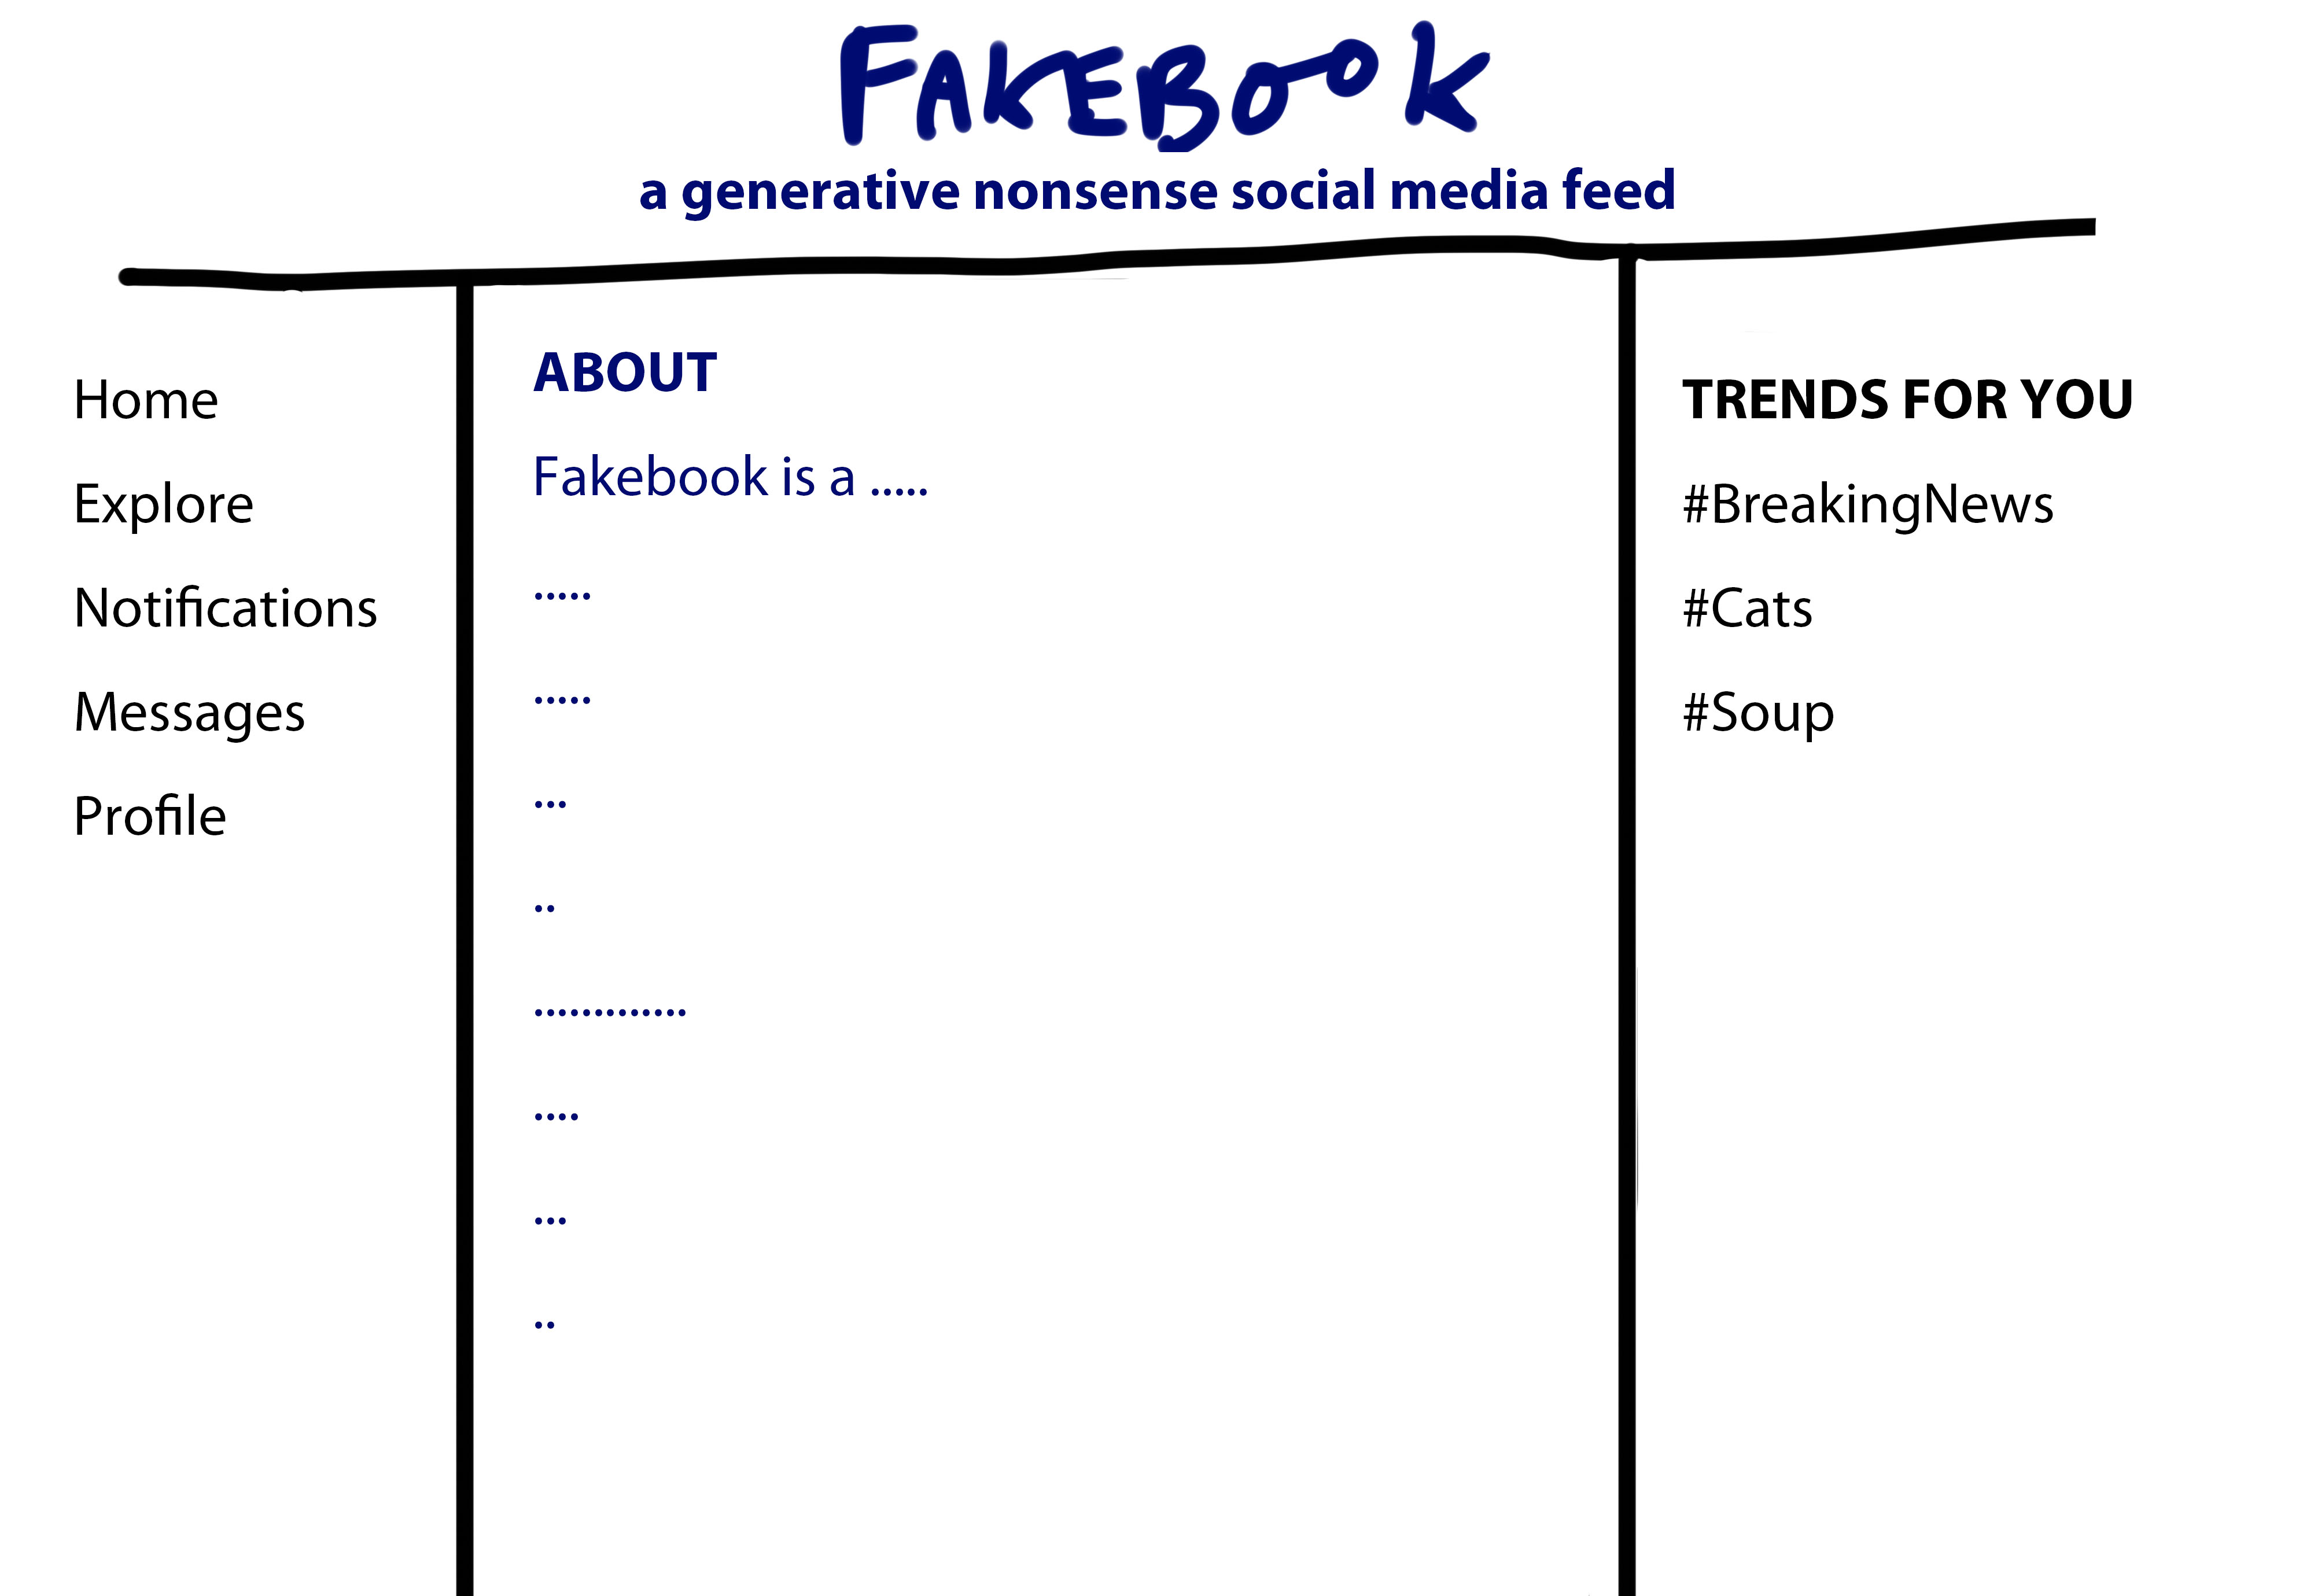 FAKEBOOK
a generative nonsense social media feed
Home
Explore
Notifications
Messages
Profile
ABOUT
Fakebook is a .....
.....
.....
...
..
.............
....
...
..
TRENDS FOR YOU
#BreakingNews
#Cats
#Soup